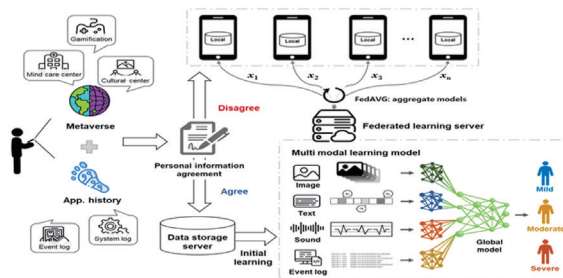 Gamification
Mind care center
Cultural center
Metaverse
App. history
Event log
System log
Disagree
Personal information
agreement
Agree
Data storage
server
Initial
learning
Local
Local
Local
...
Local
x1
x2
x3
xn
FedAVG: aggregate models
Federated learning server
Multi modal learning model
Image
Text
Sound
Event log
Global
model
Mild
Moderate
Severe